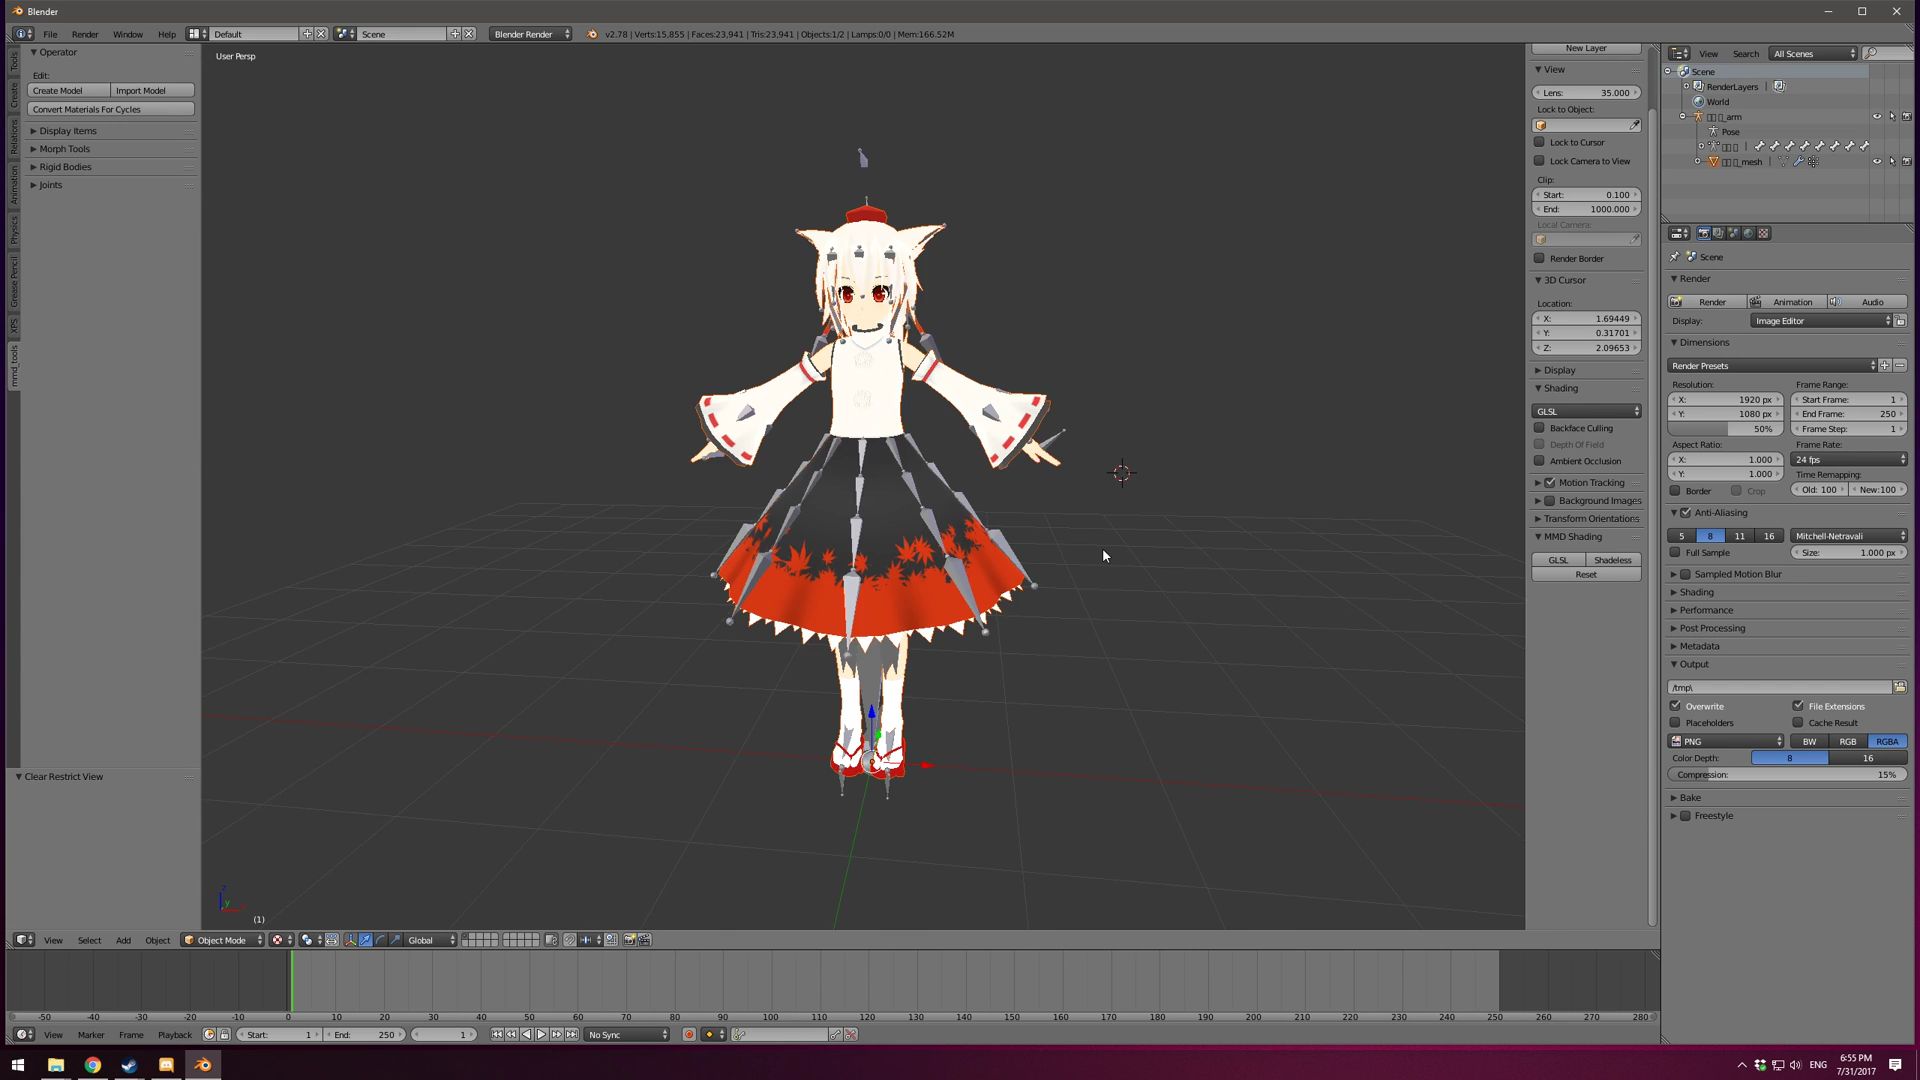 Blender
File Render Window Help Default Scene Blender Render v2.78 | Verts:15,855 | Faces:23,941 | Tris:23,941 | Objects:1/2 | Lamps:0/0 | Mem:166.52M
Operator
Edit:
Create Model Import Model
Convert Materials For Cycles
Display Items
Morph Tools
Rigid Bodies
Joints
Tools
Create
Relations
Animation
Physics
Grease Pencil
XPS
mmd_tools
Clear Restrict View
User Persp
(1)
New Layer
View
Lens: 35.000
Lock to Object:
Lock to Cursor
Lock Camera to View
Clip:
Start: 0.100
End: 1000.000
Local Camera:
Render Border
3D Cursor
Location:
X: 1.69449
Y: 0.31701
Z: 2.09653
Display
Shading
GLSL
Backface Culling
Depth Of Field
Ambient Occlusion
Motion Tracking
Background Images
Transform Orientations
MMD Shading
GLSL Shadeless
Reset
View Search All Scenes
Scene
RenderLayers
World
_arm
Pose
_mesh
Scene
Render
Render Animation Audio
Display: Image Editor
Dimensions
Render Presets
Resolution: Frame Range:
X: 1920 px Start Frame: 1
Y: 1080 px End Frame: 250
50% Frame Step: 1
Aspect Ratio: Frame Rate:
X: 1.000 24 fps
Y: 1.000 Time Remapping:
Border Crop Old: 100 New:100
Anti-Aliasing
5 8 11 16 Mitchell-Netravali
Full Sample Size: 1.000 px
Sampled Motion Blur
Shading
Performance
Post Processing
Metadata
Output
/tmp\
Overwrite File Extensions
Placeholders Cache Result
PNG BW RGB RGBA
Color Depth: 8 16
Compression: 15%
Bake
Freestyle
View Select Add Object Object Mode Global
-50 -40 -30 -20 -10 0 10 20 30 40 50 60 70 80 90 100 110 120 130 140 150 160 170 180 190 200 210 220 230 240 250 260 270 280
View Marker Frame Playback Start: 1 End: 250 1 No Sync
ENG
6:55 PM
7/31/2017